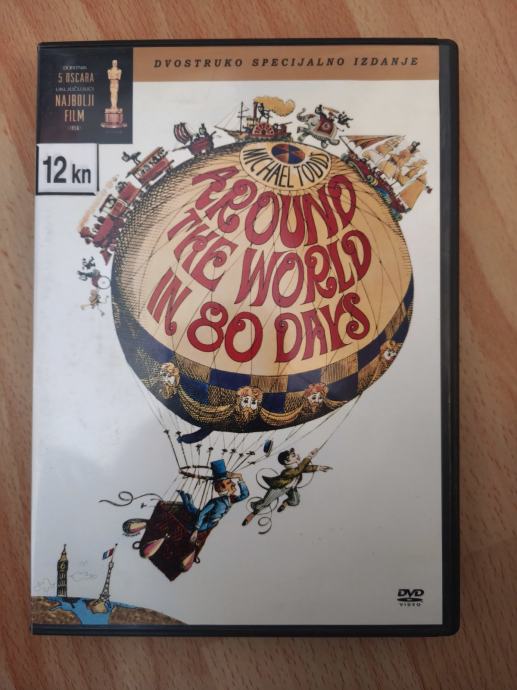 DOBITNIK
5 OSCARA
UKLJUČUJUĆI
NAJBOLJI
FILM
(1956)
DVOSTRUKO SPECIJALNO IZDANJE
12 kn
MICHAEL TODD'S
AROUND
THE WORLD
IN 80 DAYS
DVD
VIDEO